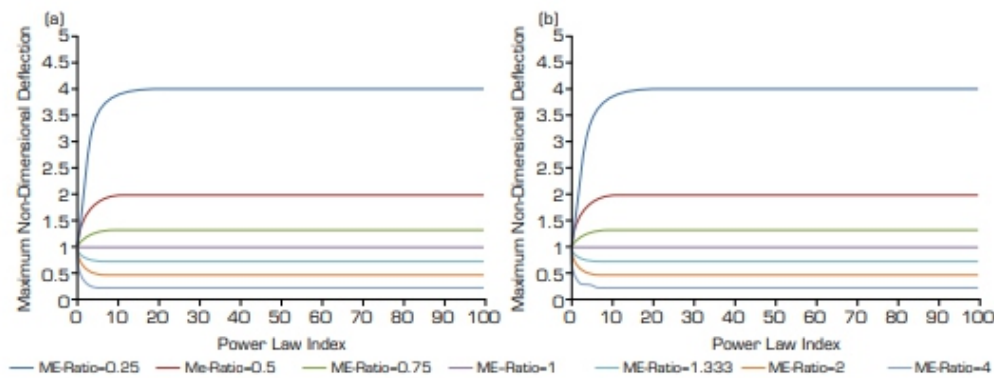 (a)
Maximum Non-Dimensional Deflection
5
4.5
4
3.5
3
2.5
2
1.5
1
0.5
0
0 10 20 30 40 50 60 70 80 90 100
Power Law Index
(b)
Maximum Non-Dimensional Deflection
5
4.5
4
3.5
3
2.5
2
1.5
1
0.5
0
0 10 20 30 40 50 60 70 80 90 100
Power Law Index
ME-Ratio=0.25 Me-Ratio=0.5 ME-Ratio=0.75 ME-Ratio=1 ME-Ratio=1.333 ME-Ratio=2 ME-Ratio=4